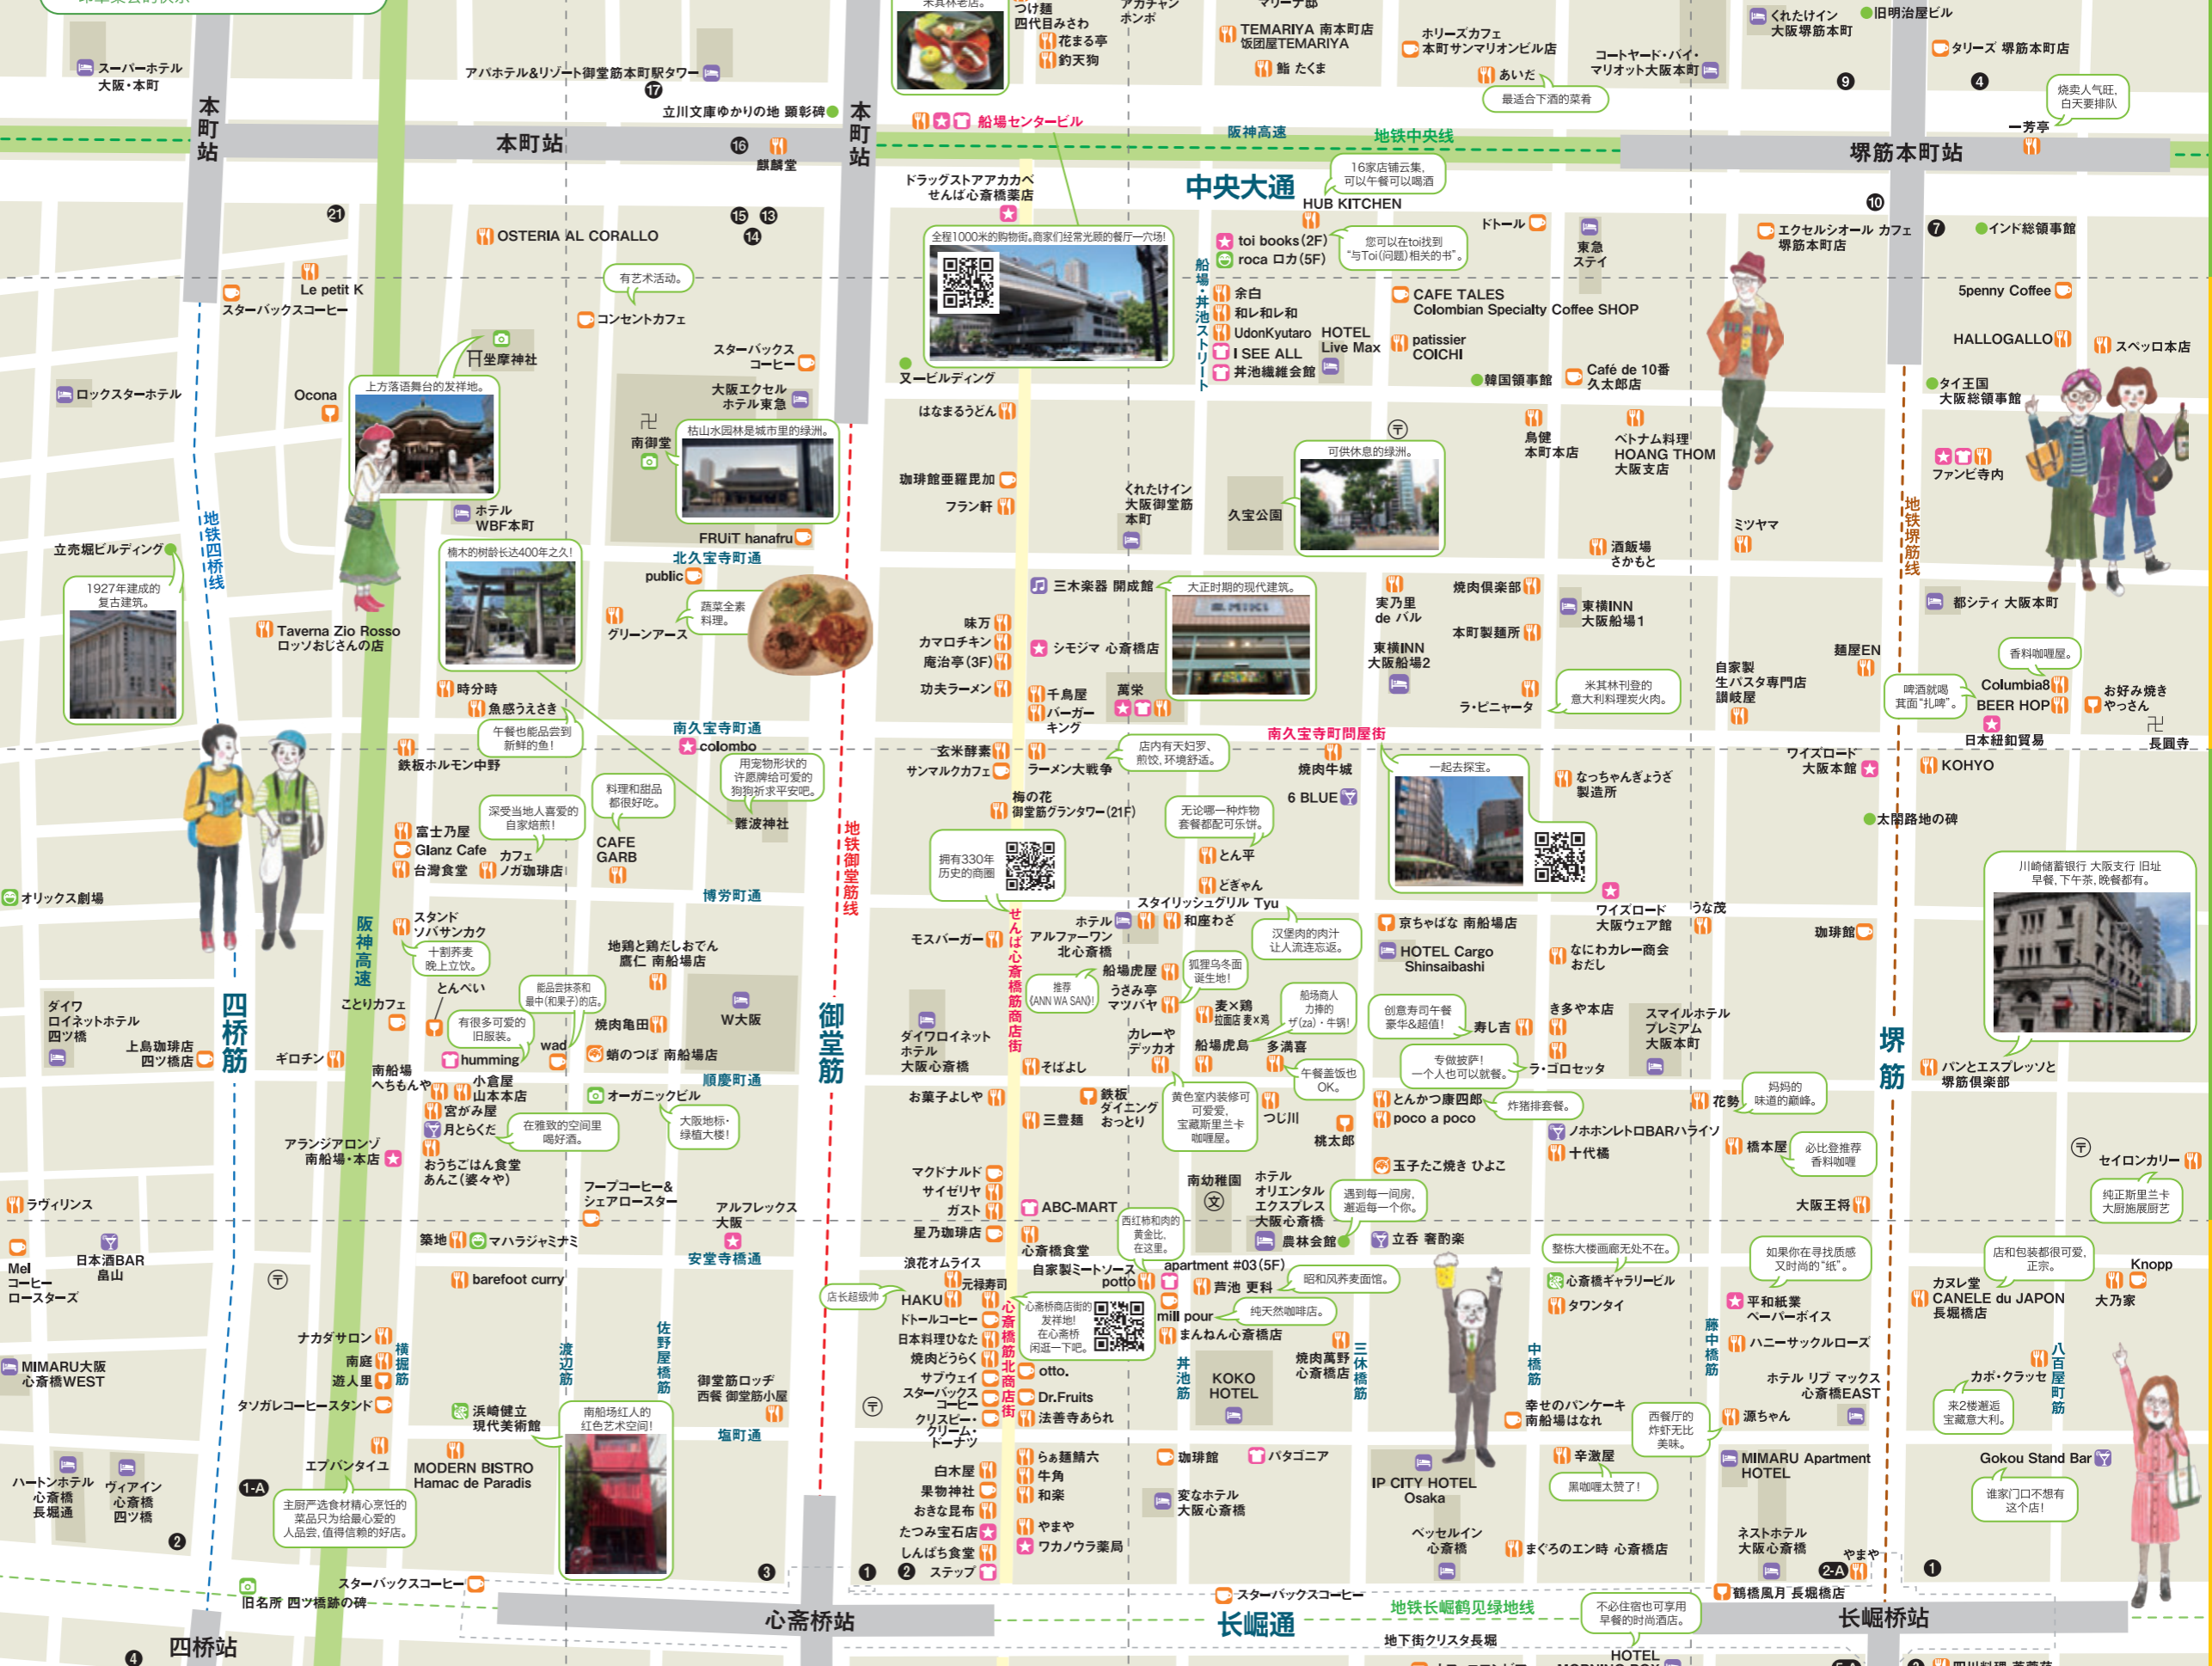 米其林老店。
つけ麺
四代目みさわ
花まる亭
釣天狗
アカチャン
ホンポ
マリーナ邸
TEMARIYA 南本町店
饭团屋TEMARIYA
鮨 たくま
ホリーズカフェ
本町サンマリオンビル店
あいだ
最适合下酒的菜肴
コートヤード・バイ・
マリオット大阪本町
くれたけイン
大阪堺筋本町
旧明治屋ビル
タリーズ 堺筋本町店
9
4
烧卖人气旺,
白天要排队
一芳亭
スーパーホテル
大阪・本町
アパホテル&リゾート御堂筋本町駅タワー
17
立川文庫ゆかりの地 顕彰碑
本町站
本町站
16
麒麟堂
本町站
船場センタービル
阪神高速
地铁中央线
堺筋本町站
中央大通
16家店铺云集,
可以午餐可以喝酒
HUB KITCHEN
ドラッグストアアカカベ
せんば心斎橋薬店
21
15
13
14
OSTERIA AL CORALLO
全程1000米的购物街。商家们经常光顾的餐厅一穴场!
toi books(2F)
roca ロカ(5F)
您可以在toi找到
“与Toi(问题)相关的书”。
ドトール
東急
ステイ
10
エクセルシオール カフェ
堺筋本町店
7
インド総領事館
Le petit K
スターバックスコーヒー
有艺术活动。
コンセントカフェ
坐摩神社
上方落语舞台的发祥地。
スターバックス
コーヒー
大阪エクセル
ホテル東急
又一ビルディング
船場・丼池ストリート
余白
和レ和レ和
UdonKyutaro
I SEE ALL
丼池繊維会館
HOTEL
Live Max
CAFE TALES
Colombian Specialty Coffee SHOP
patissier
COICHI
韓国領事館
Café de 10番
久太郎店
5penny Coffee
HALLOGALLO
スペッロ本店
タイ王国
大阪総領事館
ロックスターホテル
Ocona
南御堂
枯山水园林是城市里的绿洲。
はなまるうどん
珈琲館亜羅毘加
フラン軒
くれたけイン
大阪御堂筋
本町
久宝公園
可供休息的绿洲。
鳥健
本町本店
ベトナム料理
HOANG THOM
大阪支店
ファンビ寺内
地铁四桥线
地铁堺筋线
ホテル
WBF本町
FRUiT hanafru
北久宝寺町通
public
立売堀ビルディング
1927年建成的
复古建筑。
楠木的树龄长达400年之久!
蔬菜全素
料理。
グリーンアース
Taverna Zio Rosso
ロッソおじさんの店
三木楽器 開成館
大正时期的现代建筑。
味万
カマロチキン
庵治亭(3F)
功夫ラーメン
シモジマ 心斎橋店
千鳥屋
バーガー
キング
萬栄
実乃里
de バル
東横INN
大阪船場2
焼肉倶楽部
本町製麺所
東横INN
大阪船場1
酒飯場
さかもと
ミツヤマ
都シティ 大阪本町
麺屋EN
自家製
生パスタ専門店
讃岐屋
米其林刊登的
意大利料理炭火肉。
ラ・ピニャータ
香料咖喱屋。
Columbia8
BEER HOP
啤酒就喝
箕面“扎啤”。
お好み焼き
やっさん
日本紐釦貿易
長圓寺
時分時
魚感うえさき
午餐也能品尝到
新鲜的鱼!
鉄板ホルモン中野
南久宝寺町通
colombo
用宠物形状的
许愿牌给可爱的
狗狗祈求平安吧。
難波神社
玄米酵素
サンマルクカフェ
ラーメン大戦争
店内有天妇罗、
煎饺,环境舒适。
南久宝寺町問屋街
焼肉牛城
一起去探宝。
なっちゃんぎょうざ
製造所
ワイズロード
大阪本館
KOHYO
梅の花
御堂筋グランタワー(21F)
6 BLUE
太閤路地の碑
料理和甜品
都很好吃。
CAFE
GARB
深受当地人喜爱的
自家焙煎!
富士乃屋
Glanz Cafe
台灣食堂
カフェ
ノガ珈琲店
地铁御堂筋线
拥有330年
历史的商圈
无论哪一种炸物
套餐都配可乐饼。
とん平
どぎゃん
スタイリッシュグリル Tyu
川崎储蓄银行 大阪支行 旧址
早餐,下午茶,晚餐都有。
オリックス劇場
博労町通
阪神高速
スタンド
ソバサンカク
十割荞麦
晚上立饮。
地鶏と鶏だしおでん
鷹仁 南船場店
モスバーガー
せんば心斎橋筋商店街
ホテル
アルファーワン
北心斎橋
和座わざ
汉堡肉的肉汁
让人流连忘返。
京ちゃばな 南船場店
HOTEL Cargo
Shinsaibashi
ワイズロード
大阪ウェア館
うな茂
なにわカレー商会
おだし
珈琲館
とんぺい
ことりカフェ
能品尝抹茶和
最中(和果子)的店。
有很多可爱的
旧服装。
焼肉亀田
W大阪
推荐
《ANN WA SAN》!
船場虎屋
うさみ亭
マツバヤ
狐狸乌冬面
诞生地!
麦×鶏
拉面店 麦×鸡
船场商人
力捧的
ザ(za)・牛锅!
创意寿司午餐
豪华&超值!
寿し吉
き多や本店
スマイルホテル
プレミアム
大阪本町
ダイワ
ロイネットホテル
四ツ橋
上島珈琲店
四ツ橋店
四桥筋
ギロチン
humming
wad
蛸のつぼ 南船場店
御堂筋
ダイワロイネット
ホテル
大阪心斎橋
カレーや
デッカオ
船場虎島
多満喜
专做披萨!
一个人也可以就餐。
ラ・ゴロセッタ
堺筋
パンとエスプレッソと
堺筋倶楽部
南船場
へちもんや
小倉屋
山本本店
宮がみ屋
月とらくだ
順慶町通
オーガニックビル
大阪地标・
绿植大楼!
在雅致的空间里
喝好酒。
そばよし
お菓子よしや
三豊麺
鉄板
ダイニング
おっとり
黄色室内装修可
可爱爱,
宝藏斯里兰卡
咖喱屋。
午餐盖饭也
OK。
つじ川
桃太郎
とんかつ康四郎
poco a poco
炸猪排套餐。
妈妈的
味道的巅峰。
花勢
アランジアロンゾ
南船場・本店
おうちごはん食堂
あんこ(婆々や)
ノホホンレトロBARハライソ
十代橘
橋本屋
必比登推荐
香料咖喱
セイロンカリー
纯正斯里兰卡
大厨施展厨艺
マクドナルド
サイゼリヤ
ガスト
星乃珈琲店
ABC-MART
心斎橋食堂
南幼稚園
ホテル
オリエンタル
エクスプレス
大阪心斎橋
玉子たこ焼き ひよこ
遇到每一间房,
邂逅每一个你。
農林会館
立呑 奢酌楽
大阪王将
ラヴィリンス
フープコーヒー&
シェアロースター
アルフレックス
大阪
安堂寺橋通
築地
マハラジャミナミ
barefoot curry
Mel
コーヒー
ロースターズ
日本酒BAR
畠山
西红柿和肉的
黄金比,
在这里。
浪花オムライス
自家製ミートソース
potto
apartment #03(5F)
芦池 更科
昭和风荞麦面馆。
整栋大楼画廊无处不在。
心斎橋ギャラリービル
タワンタイ
如果你在寻找质感
又时尚的“纸”。
平和紙業
ペーパーボイス
店和包装都很可爱,
正宗。
カヌレ堂
CANELE du JAPON
長堀橋店
Knopp
大乃家
店长超级帅
HAKU
元禄寿司
ドトールコーヒー
日本料理ひなた
焼肉どうらく
サブウェイ
スターバックス
コーヒー
クリスピー・
クリーム・
ドーナツ
心斎橋筋北商店街
心斋桥商店街的
发祥地!
在心斋桥
闲逛一下吧。
mill pour
纯天然咖啡店。
まんねん心斎橋店
焼肉萬野
心斎橋店
otto.
Dr.Fruits
法善寺あられ
丼池筋
KOKO
HOTEL
三休橋筋
中橋筋
藤中橋筋
ハニーサックルローズ
八百屋町筋
ナカダサロン
南庭
遊人里
タソガレコーヒースタンド
横堀筋
渡辺筋
佐野屋橋筋
御堂筋ロッヂ
西餐 御堂筋小屋
MIMARU大阪
心斎橋WEST
浜崎健立
現代美術館
南船场红人的
红色艺术空间!
塩町通
幸せのパンケーキ
南船場はなれ
西餐厅的
炸虾无比
美味。
源ちゃん
ホテル リブ マックス
心斎橋EAST
カポ・クラッセ
来2楼邂逅
宝藏意大利。
エプバンタイユ
MODERN BISTRO
Hamac de Paradis
ハートンホテル
心斎橋
長堀通
ヴィアイン
心斎橋
四ツ橋
1-A
主厨严选食材精心烹饪的
菜品只为给最心爱的
人品尝,值得信赖的好店。
2
らぁ麺鯖六
白木屋
牛角
果物神社
和楽
おきな昆布
たつみ宝石店
やまや
しんぱち食堂
ワカノウラ薬局
ステップ
珈琲館
パタゴニア
変なホテル
大阪心斎橋
IP CITY HOTEL
Osaka
辛激屋
黑咖喱太赞了!
MIMARU Apartment
HOTEL
Gokou Stand Bar
谁家门口不想有
这个店!
ベッセルイン
心斎橋
まぐろのエン時 心斎橋店
ネストホテル
大阪心斎橋
やまや
2-A
1
3
1
2
旧名所 四ツ橋跡の碑
スターバックスコーヒー
四桥站
4
心斋桥站
スターバックスコーヒー
长堀通
地铁长堀鹤见绿地线
地下街クリスタ長堀
不必住宿也可享用
早餐的时尚酒店。
HOTEL
鶴橋風月 長堀橋店
长崛桥站